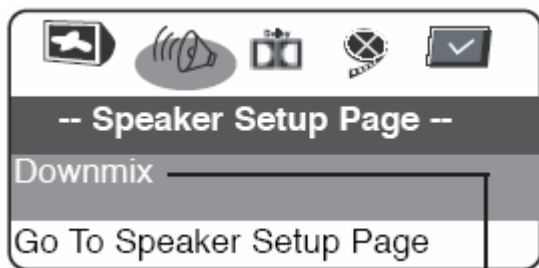 -- Speaker Setup Page --
Downmix
Go To Speaker Setup Page